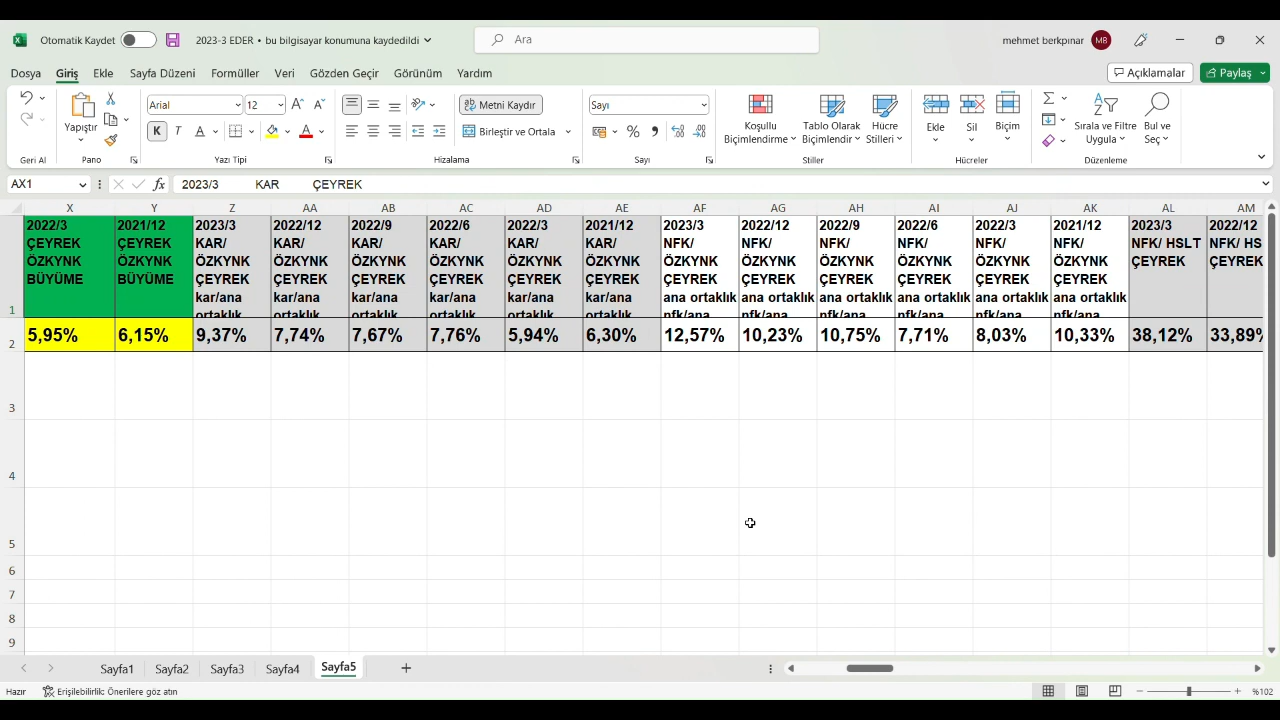 Otomatik Kaydet 2023-3 EDER • bu bilgisayar konumuna kaydedildi Ara mehmet berkpınar MB
Dosya Giriş Ekle Sayfa Düzeni Formüller Veri Gözden Geçir Görünüm Yardım Açıklamalar Paylaş
Arial 12 Metni Kaydır Sayı
Yapıştır K T A A Birleştir ve Ortala % Koşullu Biçimlendirme Tablo Olarak Biçimlendir Hücre Stilleri Ekle Sil Biçim Sırala ve Filtre Uygula Bul ve Seç
Geri Al Pano Yazı Tipi Hizalama Sayı Stiller Hücreler Düzenleme
AX1 fx 2023/3 KAR ÇEYREK
X Y Z AA AB AC AD AE AF AG AH AI AJ AK AL AM
2022/3 2021/12 2023/3 2022/12 2022/9 2022/6 2022/3 2021/12 2023/3 2022/12 2022/9 2022/6 2022/3 2021/12 2023/3 2022/12
ÇEYREK ÇEYREK KAR/ KAR/ KAR/ KAR/ KAR/ KAR/ NFK/ NFK/ NFK/ NFK/ NFK/ NFK/ NFK/ HSLT NFK/ HS
ÖZKYNK ÖZKYNK ÖZKYNK ÖZKYNK ÖZKYNK ÖZKYNK ÖZKYNK ÖZKYNK ÖZKYNK ÖZKYNK ÖZKYNK ÖZKYNK ÖZKYNK ÖZKYNK ÇEYREK ÇEYREK
BÜYÜME BÜYÜME ÇEYREK ÇEYREK ÇEYREK ÇEYREK ÇEYREK ÇEYREK ÇEYREK ÇEYREK ÇEYREK ÇEYREK ÇEYREK ÇEYREK
kar/ana kar/ana kar/ana kar/ana kar/ana kar/ana ana ortaklık ana ortaklık ana ortaklık ana ortaklık ana ortaklık ana ortaklık
1 ortaklık ortaklık ortaklık ortaklık ortaklık ortaklık nfk/ana nfk/ana nfk/ana nfk/ana nfk/ana nfk/ana
2 5,95% 6,15% 9,37% 7,74% 7,67% 7,76% 5,94% 6,30% 12,57% 10,23% 10,75% 7,71% 8,03% 10,33% 38,12% 33,89%
3
4
5
6
7
8
9
Sayfa1 Sayfa2 Sayfa3 Sayfa4 Sayfa5
Hazır Erişilebilirlik: Önerilere göz atın %102